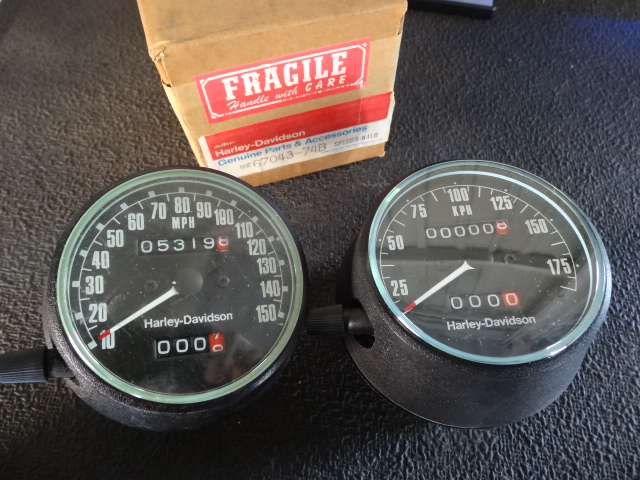 FRAGILE
Handle with CARE
Harley-Davidson
Genuine Parts & Accessories
67043-74B SPEEDO
10 20 30 40 50 60 70 80 90 100 110 120 130 140 150
MPH
05319
Harley-Davidson
000
25 50 75 100 125 150 175
KPH
00000
0000
Harley-Davidson